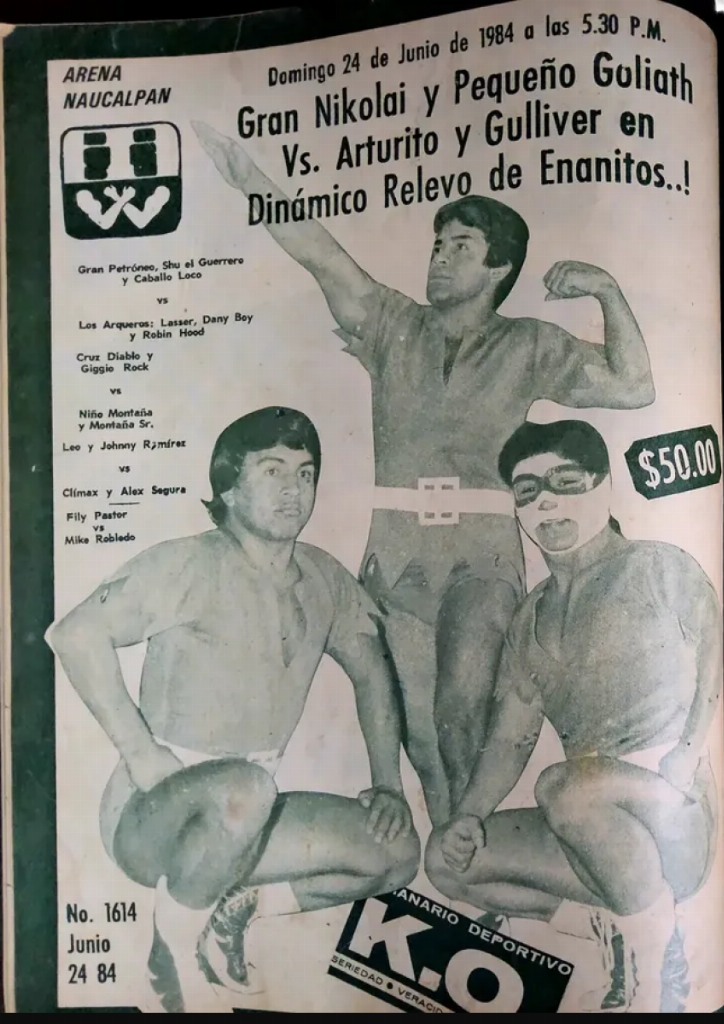 ARENA
NAUCALPAN
Domingo 24 de Junio de 1984 a las 5.30 P.M.
Gran Nikolai y Pequeño Goliath
Vs. Arturito y Gulliver en
Dinámico Relevo de Enanitos..!
Gran Petróneo, Shu el Guerrero
y Caballo Loco
vs
Los Arqueros: Lasser, Dany Boy
y Robin Hood
Cruz Diablo y
Giggio Rock
vs
Niño Montaña
y Montaña Sr.
Leo y Johnny Ramírez
vs
Clímax y Alex Segura
Fily Pastor
vs
Mike Robledo
$50.00
No. 1614
Junio
24 84
ANARIO DEPORTIVO
K.O
SERIEDAD • VERACID